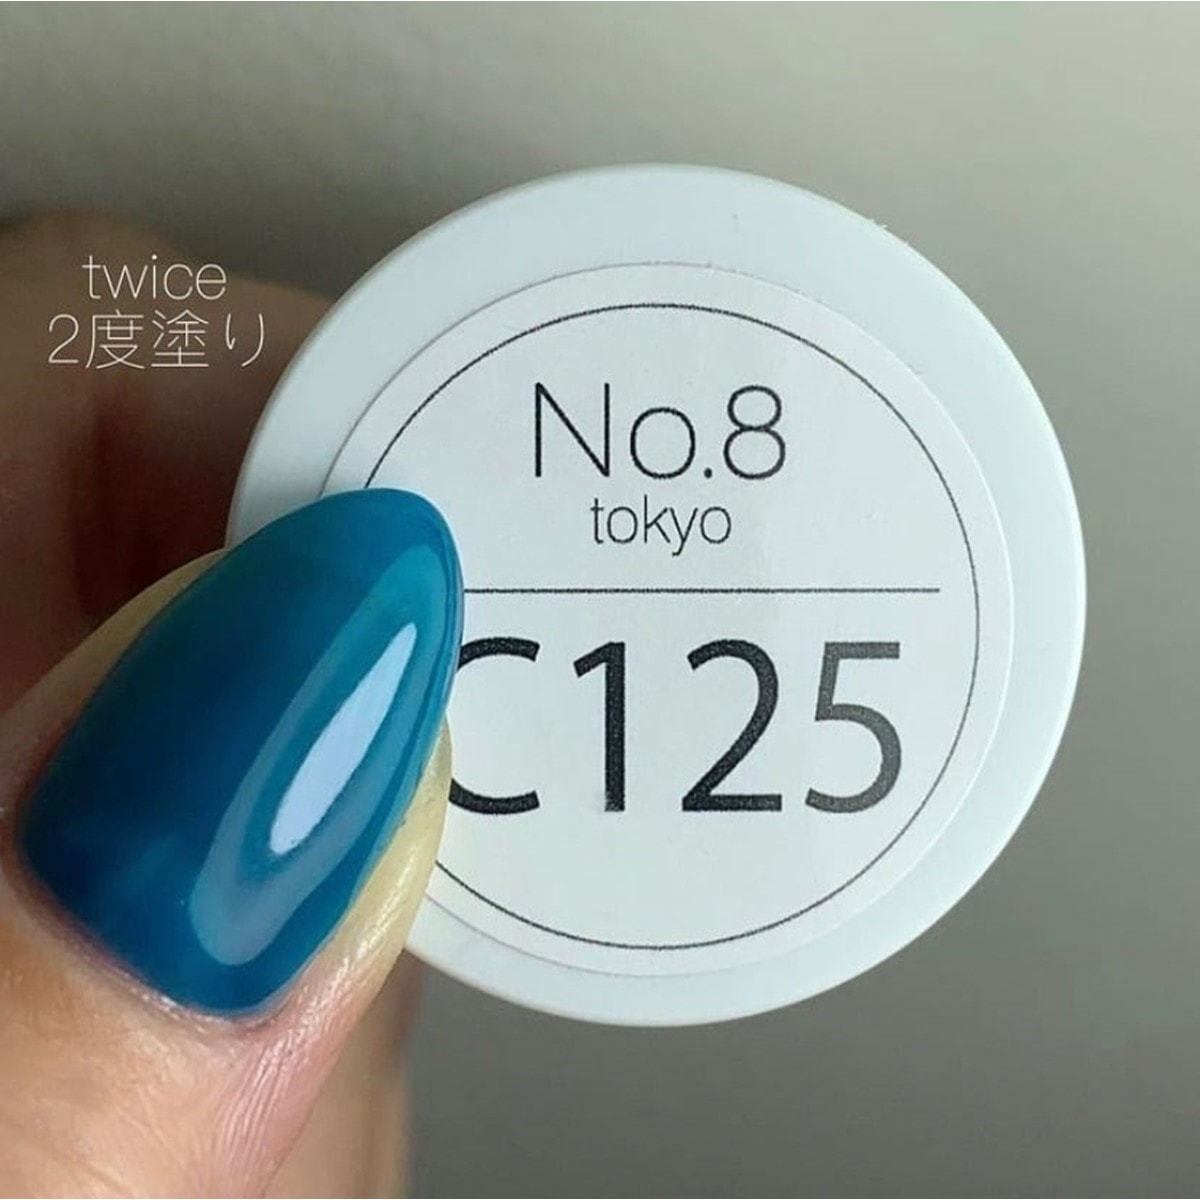 twice
2度塗り
No.8
tokyo
C125